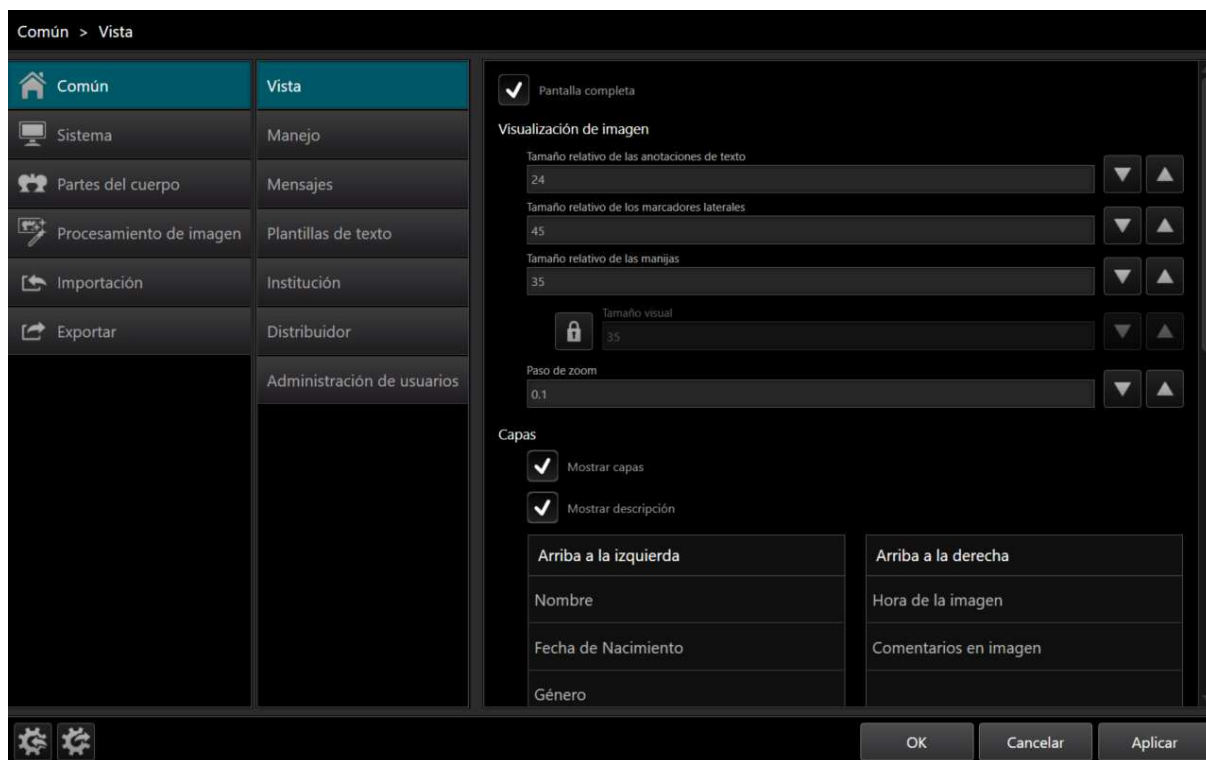 Común > Vista
Común
Sistema
Partes del cuerpo
Procesamiento de imagen
Importación
Exportar
Vista
Manejo
Mensajes
Plantillas de texto
Institución
Distribuidor
Administración de usuarios
Pantalla completa
Visualización de imagen
Tamaño relativo de las anotaciones de texto
24
Tamaño relativo de los marcadores laterales
45
Tamaño relativo de las manijas
35
Tamaño visual
35
Paso de zoom
0.1
Capas
Mostrar capas
Mostrar descripción
Arriba a la izquierda
Nombre
Fecha de Nacimiento
Género
Arriba a la derecha
Hora de la imagen
Comentarios en imagen
OK
Cancelar
Aplicar